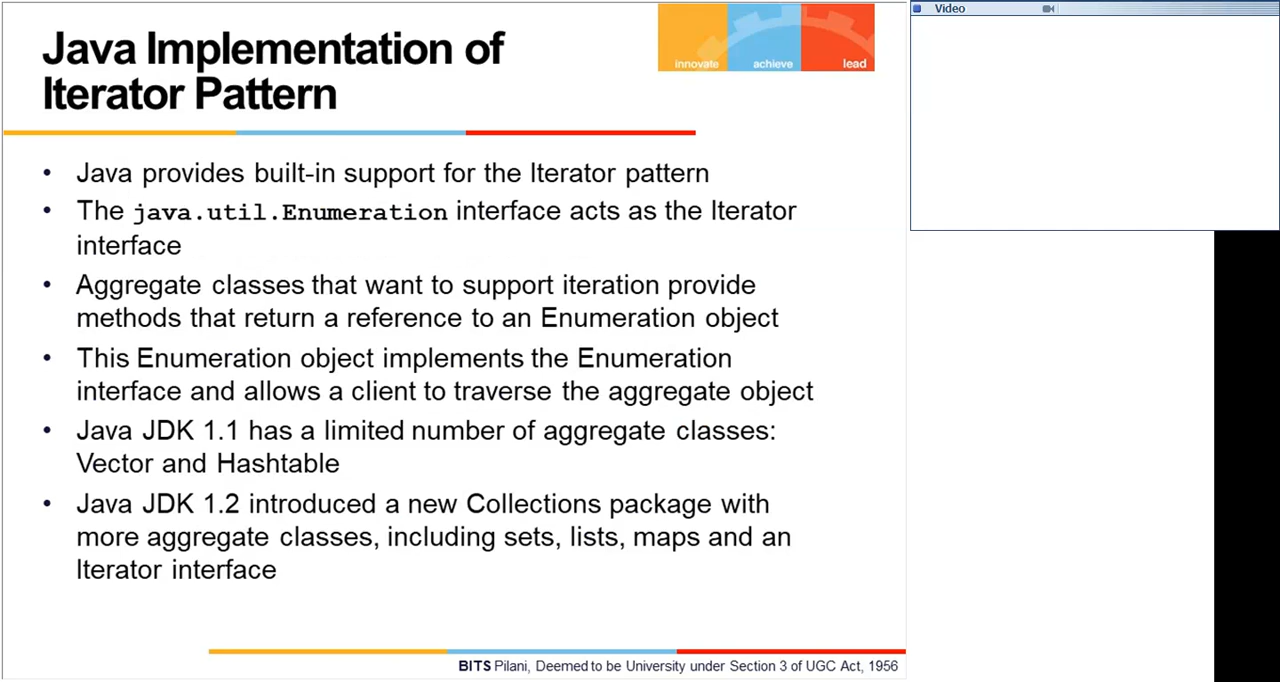 Java Implementation of
Iterator Pattern
innovate achieve lead
Video
• Java provides built-in support for the Iterator pattern
• The java.util.Enumeration interface acts as the Iterator
interface
• Aggregate classes that want to support iteration provide
methods that return a reference to an Enumeration object
• This Enumeration object implements the Enumeration
interface and allows a client to traverse the aggregate object
• Java JDK 1.1 has a limited number of aggregate classes:
Vector and Hashtable
• Java JDK 1.2 introduced a new Collections package with
more aggregate classes, including sets, lists, maps and an
Iterator interface
BITS Pilani, Deemed to be University under Section 3 of UGC Act, 1956